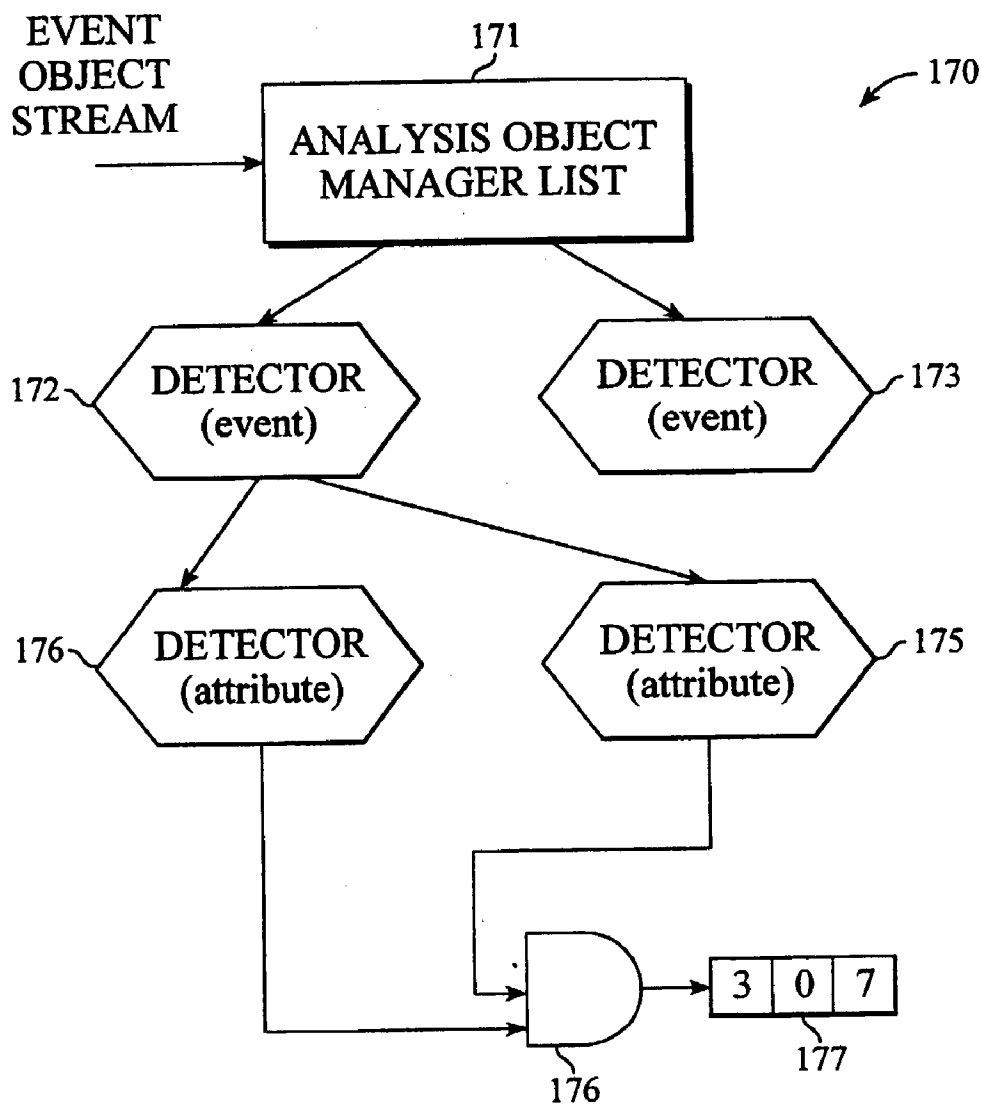 EVENT
OBJECT
STREAM
171
170
ANALYSIS OBJECT
MANAGER LIST
172
DETECTOR
(event)
DETECTOR
(event)
173
176
DETECTOR
(attribute)
DETECTOR
(attribute)
175
3 0 7
176
177